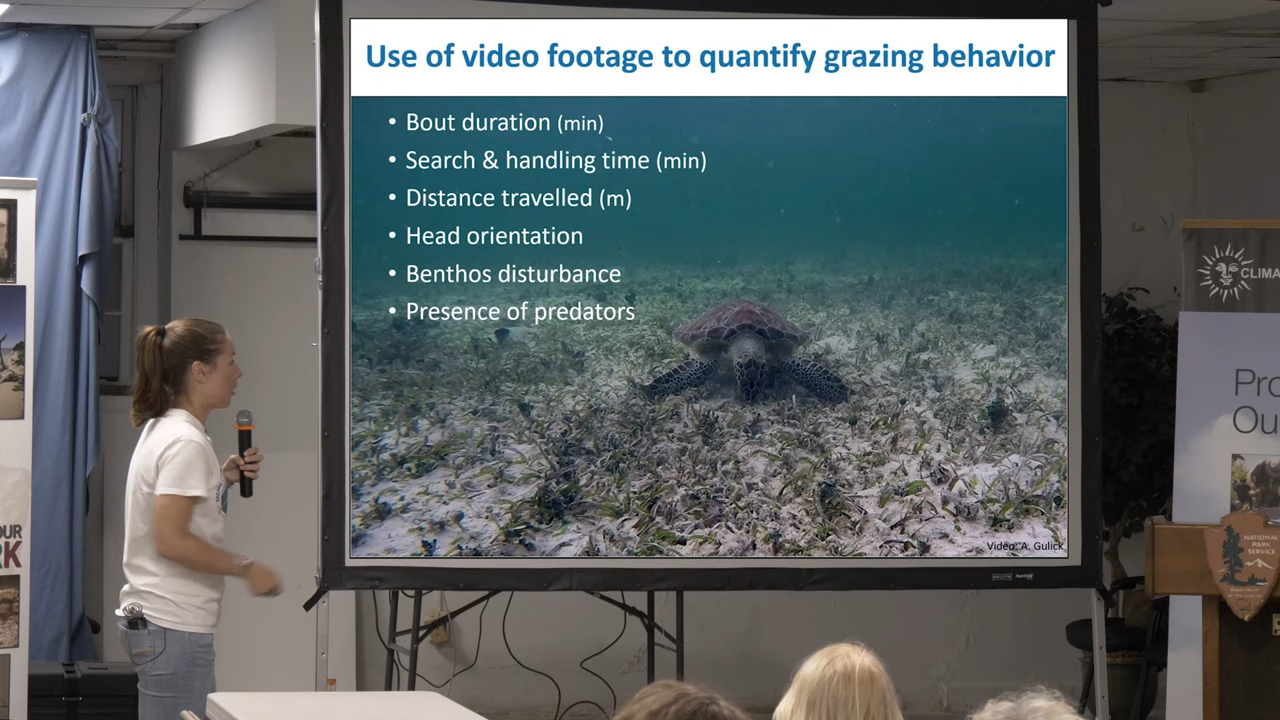 Use of video footage to quantify grazing behavior
• Bout duration (min)
• Search & handling time (min)
• Distance travelled (m)
• Head orientation
• Benthos disturbance
• Presence of predators
Video: A. Gulick
CLIMA
Pro
Ou
OUR
RK
NATIONAL
PARK
SERVICE